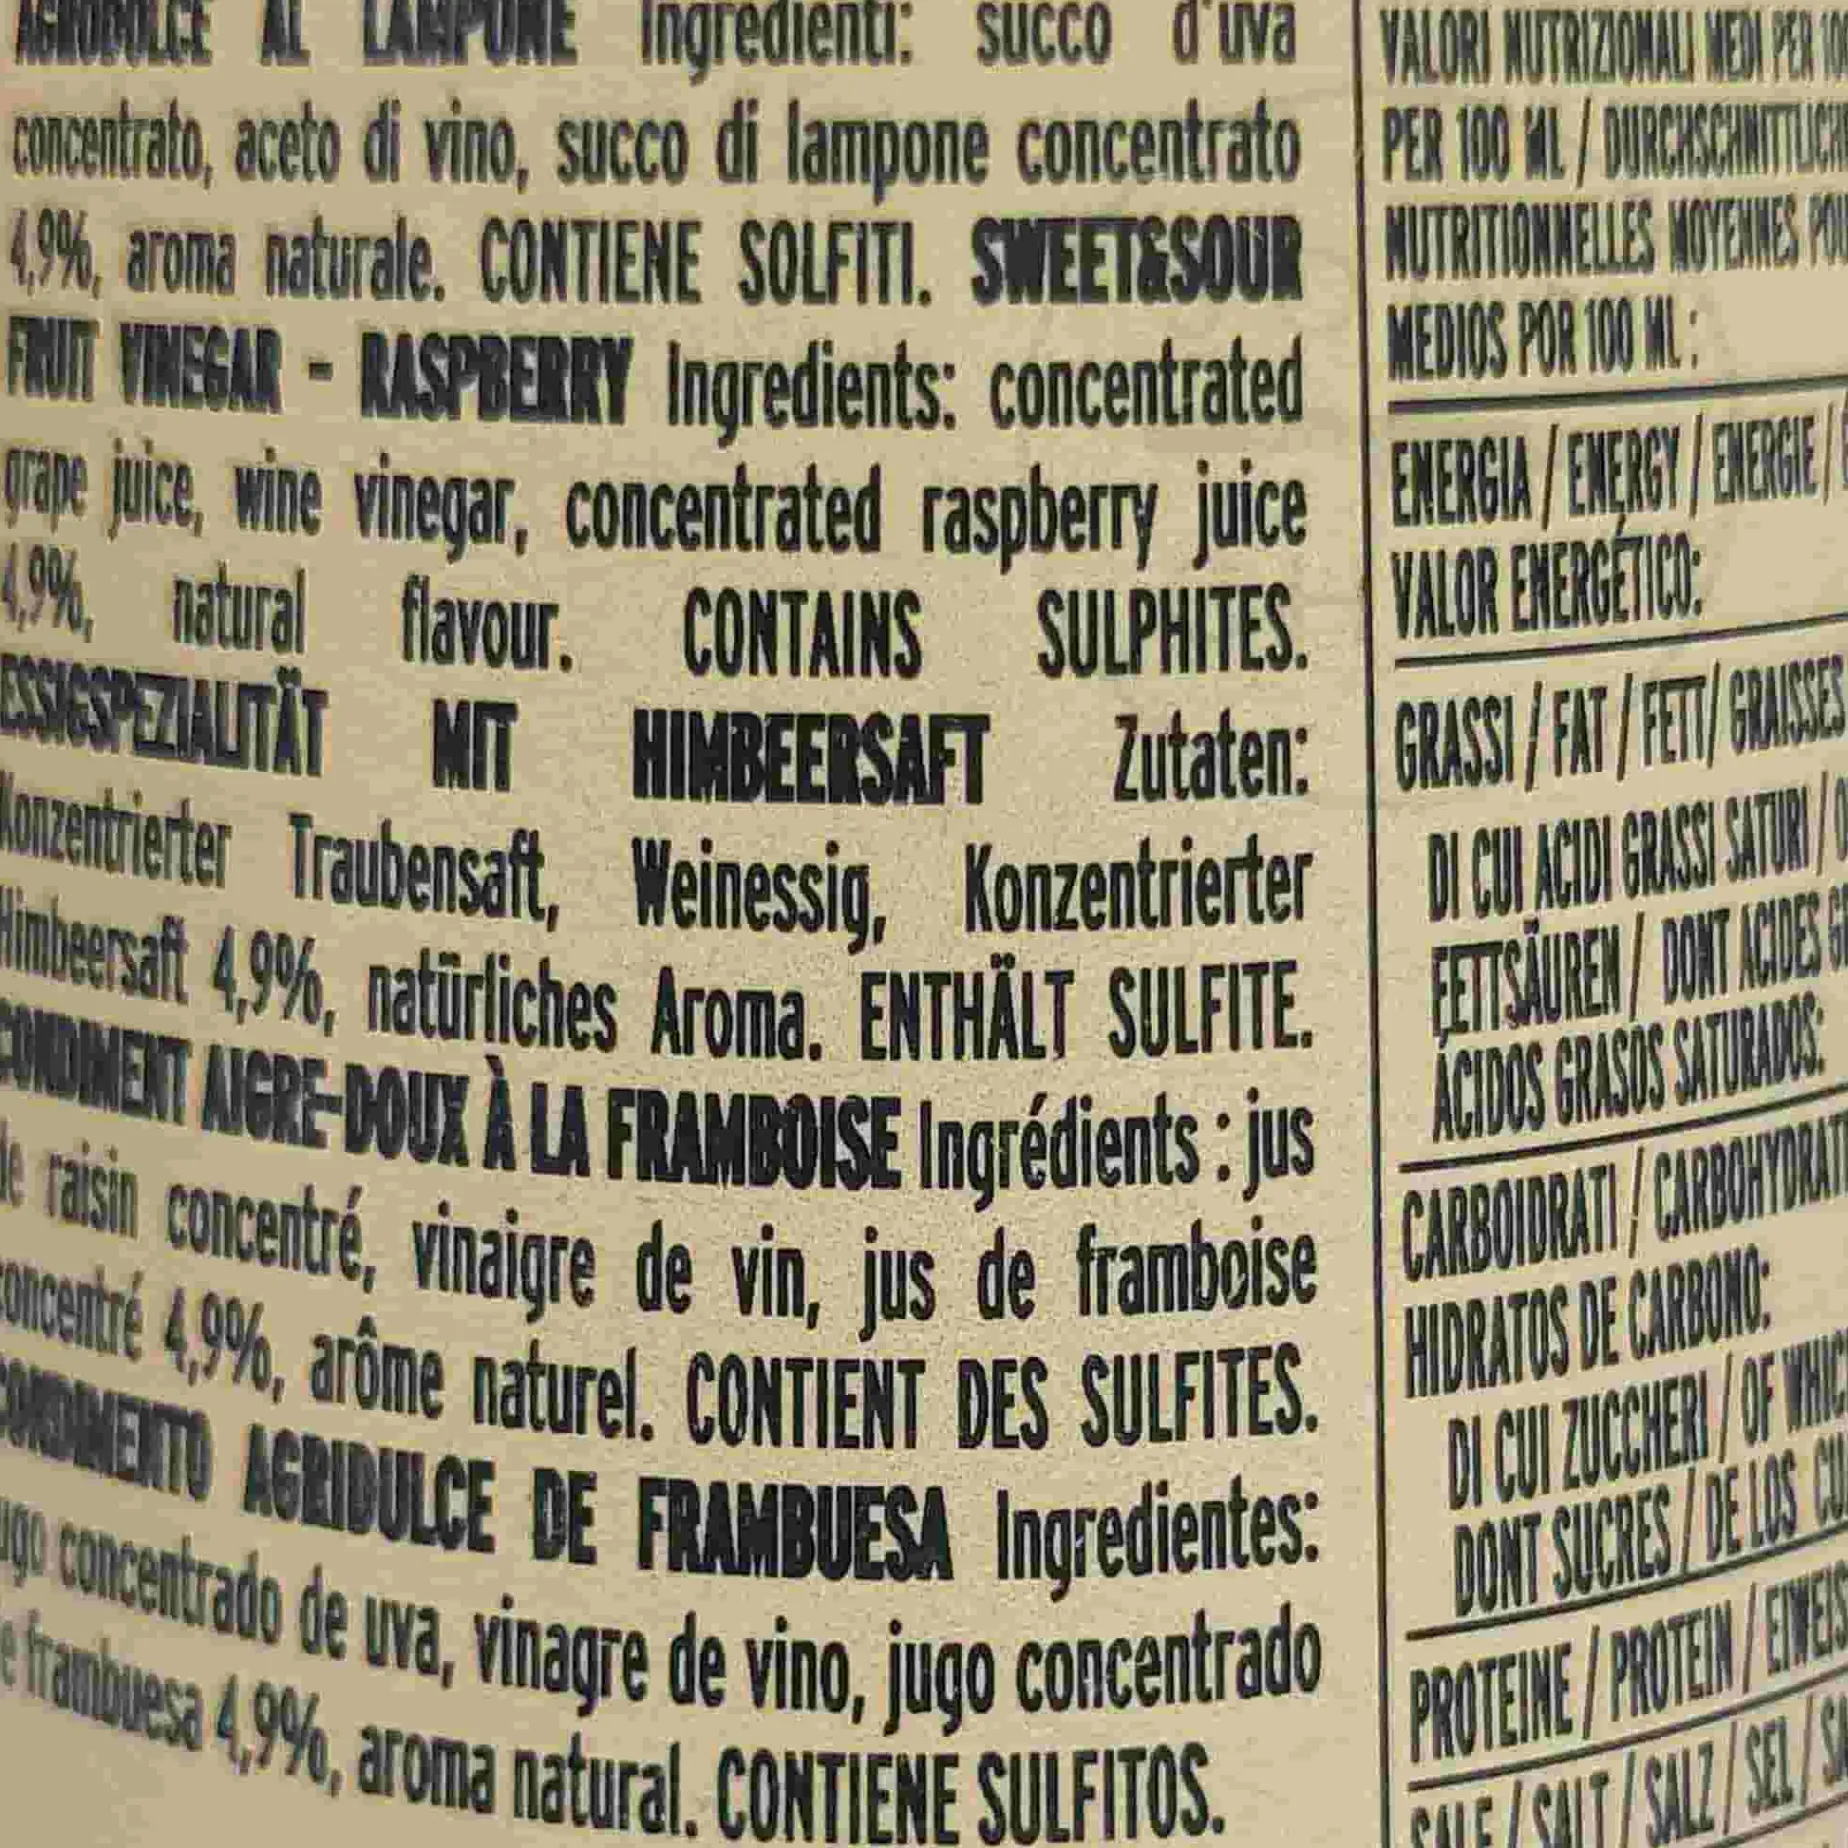 AGRODOLCE AL LAMPONE Ingredienti: succo d'uva
concentrato, aceto di vino, succo di lampone concentrato
4,9%, aroma naturale. CONTIENE SOLFITI. SWEET&SOUR
FRUIT VINEGAR - RASPBERRY Ingredients: concentrated
grape juice, wine vinegar, concentrated raspberry juice
4,9%, natural flavour. CONTAINS SULPHITES.
ESSIGSPEZIALITÄT MIT HIMBEERSAFT Zutaten:
Konzentrierter Traubensaft, Weinessig, Konzentrierter
Himbeersaft 4,9%, natürliches Aroma. ENTHÄLT SULFITE.
CONDIMENT AIGRE-DOUX À LA FRAMBOISE Ingrédients : jus
de raisin concentré, vinaigre de vin, jus de framboise
concentré 4,9%, arôme naturel. CONTIENT DES SULFITES.
CONDIMENTO AGRIDULCE DE FRAMBUESA Ingredientes:
jugo concentrado de uva, vinagre de vino, jugo concentrado
de frambuesa 4,9%, aroma natural. CONTIENE SULFITOS.
VALORI NUTRIZIONALI MEDI PER 100
PER 100 ML / DURCHSCHNITTLICH
NUTRITIONNELLES MOYENNES POU
MEDIOS POR 100 ML :
ENERGIA / ENERGY / ENERGIE /
VALOR ENERGÉTICO:
GRASSI / FAT / FETT/ GRAISSES
DI CUI ACIDI GRASSI SATURI /
FETTSÄUREN / DONT ACIDES G
ÁCIDOS GRASOS SATURADOS:
CARBOIDRATI / CARBOHYDRAT
HIDRATOS DE CARBONO:
DI CUI ZUCCHERI / OF WHIC
DONT SUCRES / DE LOS CU
PROTEINE / PROTEIN / EIWEIS
SALE / SALT / SALZ / SEL / SA